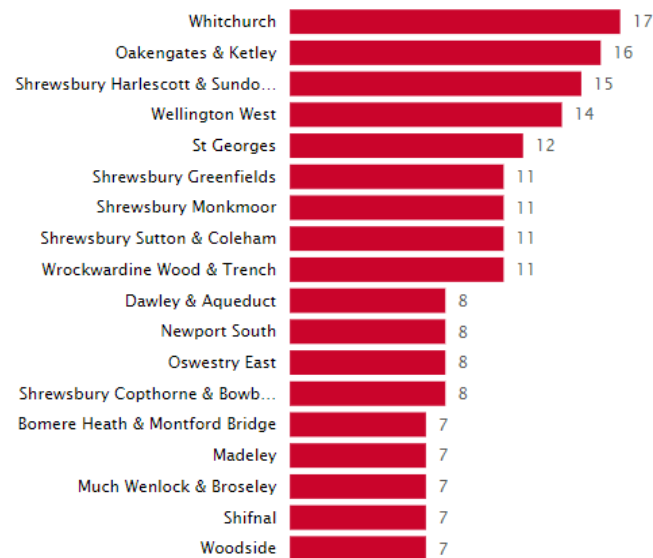 Whitchurch 17
Oakengates & Ketley 16
Shrewsbury Harlescott & Sundo... 15
Wellington West 14
St Georges 12
Shrewsbury Greenfields 11
Shrewsbury Monkmoor 11
Shrewsbury Sutton & Coleham 11
Wrockwardine Wood & Trench 11
Dawley & Aqueduct 8
Newport South 8
Oswestry East 8
Shrewsbury Copthorne & Bowb... 8
Bomere Heath & Montford Bridge 7
Madeley 7
Much Wenlock & Broseley 7
Shifnal 7
Woodside 7